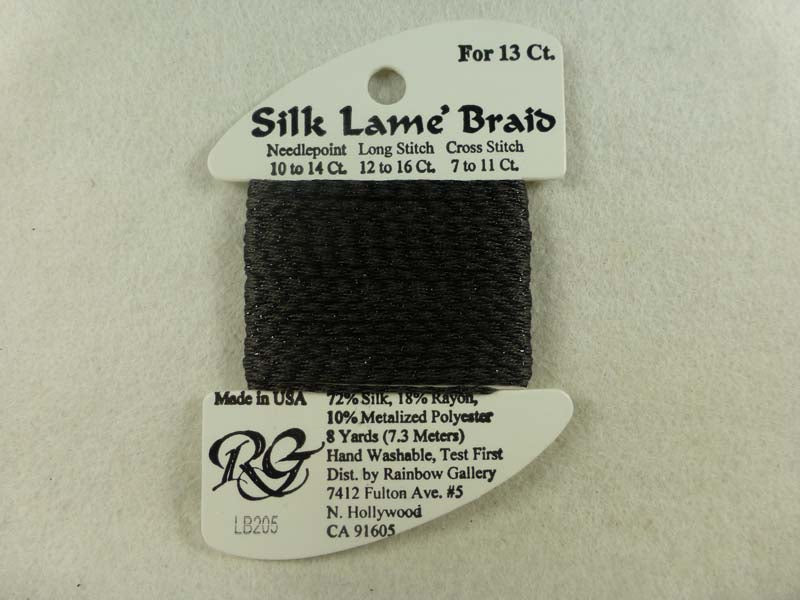 For 13 Ct.
Silk Lame' Braid
Needlepoint Long Stitch Cross Stitch
10 to 14 Ct. 12 to 16 Ct. 7 to 11 Ct.
Made in USA
72% Silk, 18% Rayon,
10% Metalized Polyester
8 Yards (7.3 Meters)
Hand Washable, Test First
Dist. by Rainbow Gallery
7412 Fulton Ave. #5
N. Hollywood
CA 91605
RG
LB205